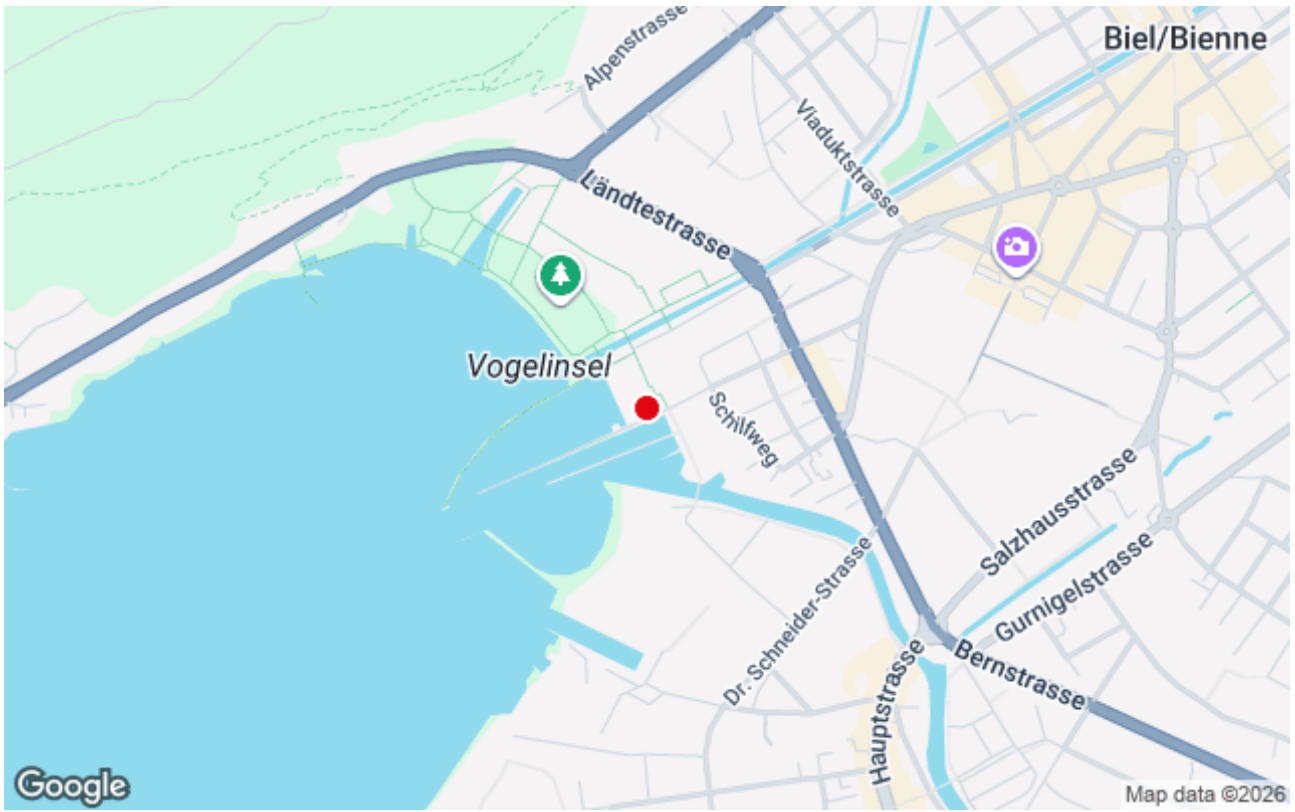 Alpenstrasse
Biel/Bienne
Viaduktstrasse
Ländtestrasse
Vogelinsel
Schilfweg
Salzhausstrasse
Gurnigelstrasse
Dr. Schneider-Strasse
Hauptstrasse
Bernstrasse
Google
Map data ©2026